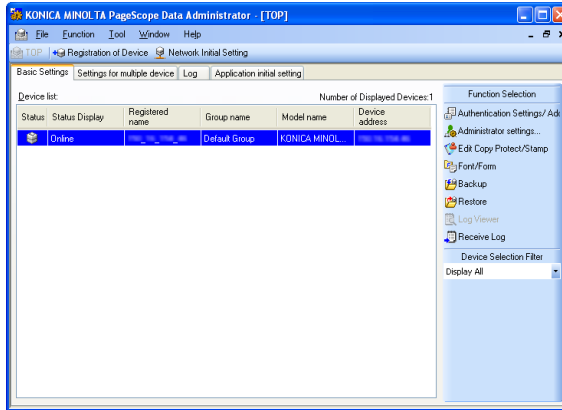 KONICA MINOLTA PageScope Data Administrator - [TOP]
File Function Tool Window Help
TOP Registration of Device Network Initial Setting
Basic Settings Settings for multiple device Log Application initial setting
Device list: Number of Displayed Devices:1
Status Status Display Registered name Group name Model name Device address
Online Default Group KONICA MINOL...
Function Selection
Authentication Settings/
Administrator settings...
Edit Copy Protect/Stamp
Font/Form
Backup
Restore
Log Viewer
Receive Log
Device Selection Filter
Display All